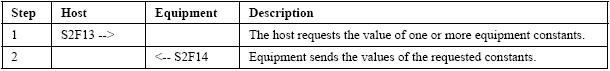 Step Host Equipment Description
1 S2F13 --> The host requests the value of one or more equipment constants.
2 <-- S2F14 Equipment sends the values of the requested constants.